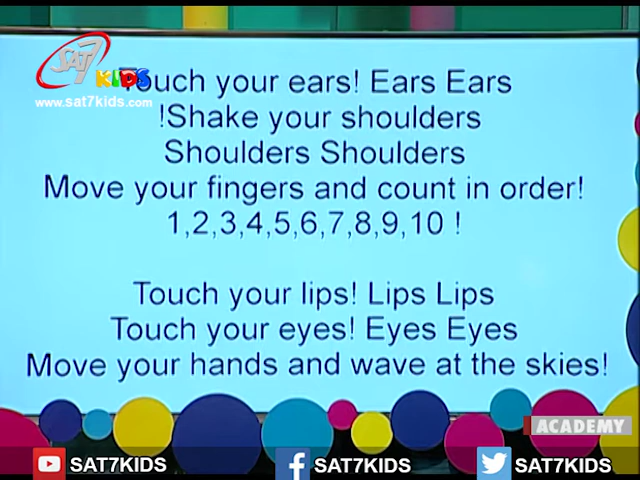 SAT7
KIDS
www.sat7kids.com
Touch your ears! Ears Ears
!Shake your shoulders
Shoulders Shoulders
Move your fingers and count in order!
1,2,3,4,5,6,7,8,9,10 !
Touch your lips! Lips Lips
Touch your eyes! Eyes Eyes
Move your hands and wave at the skies!
ACADEMY
SAT7KIDS
SAT7KIDS
SAT7KIDS